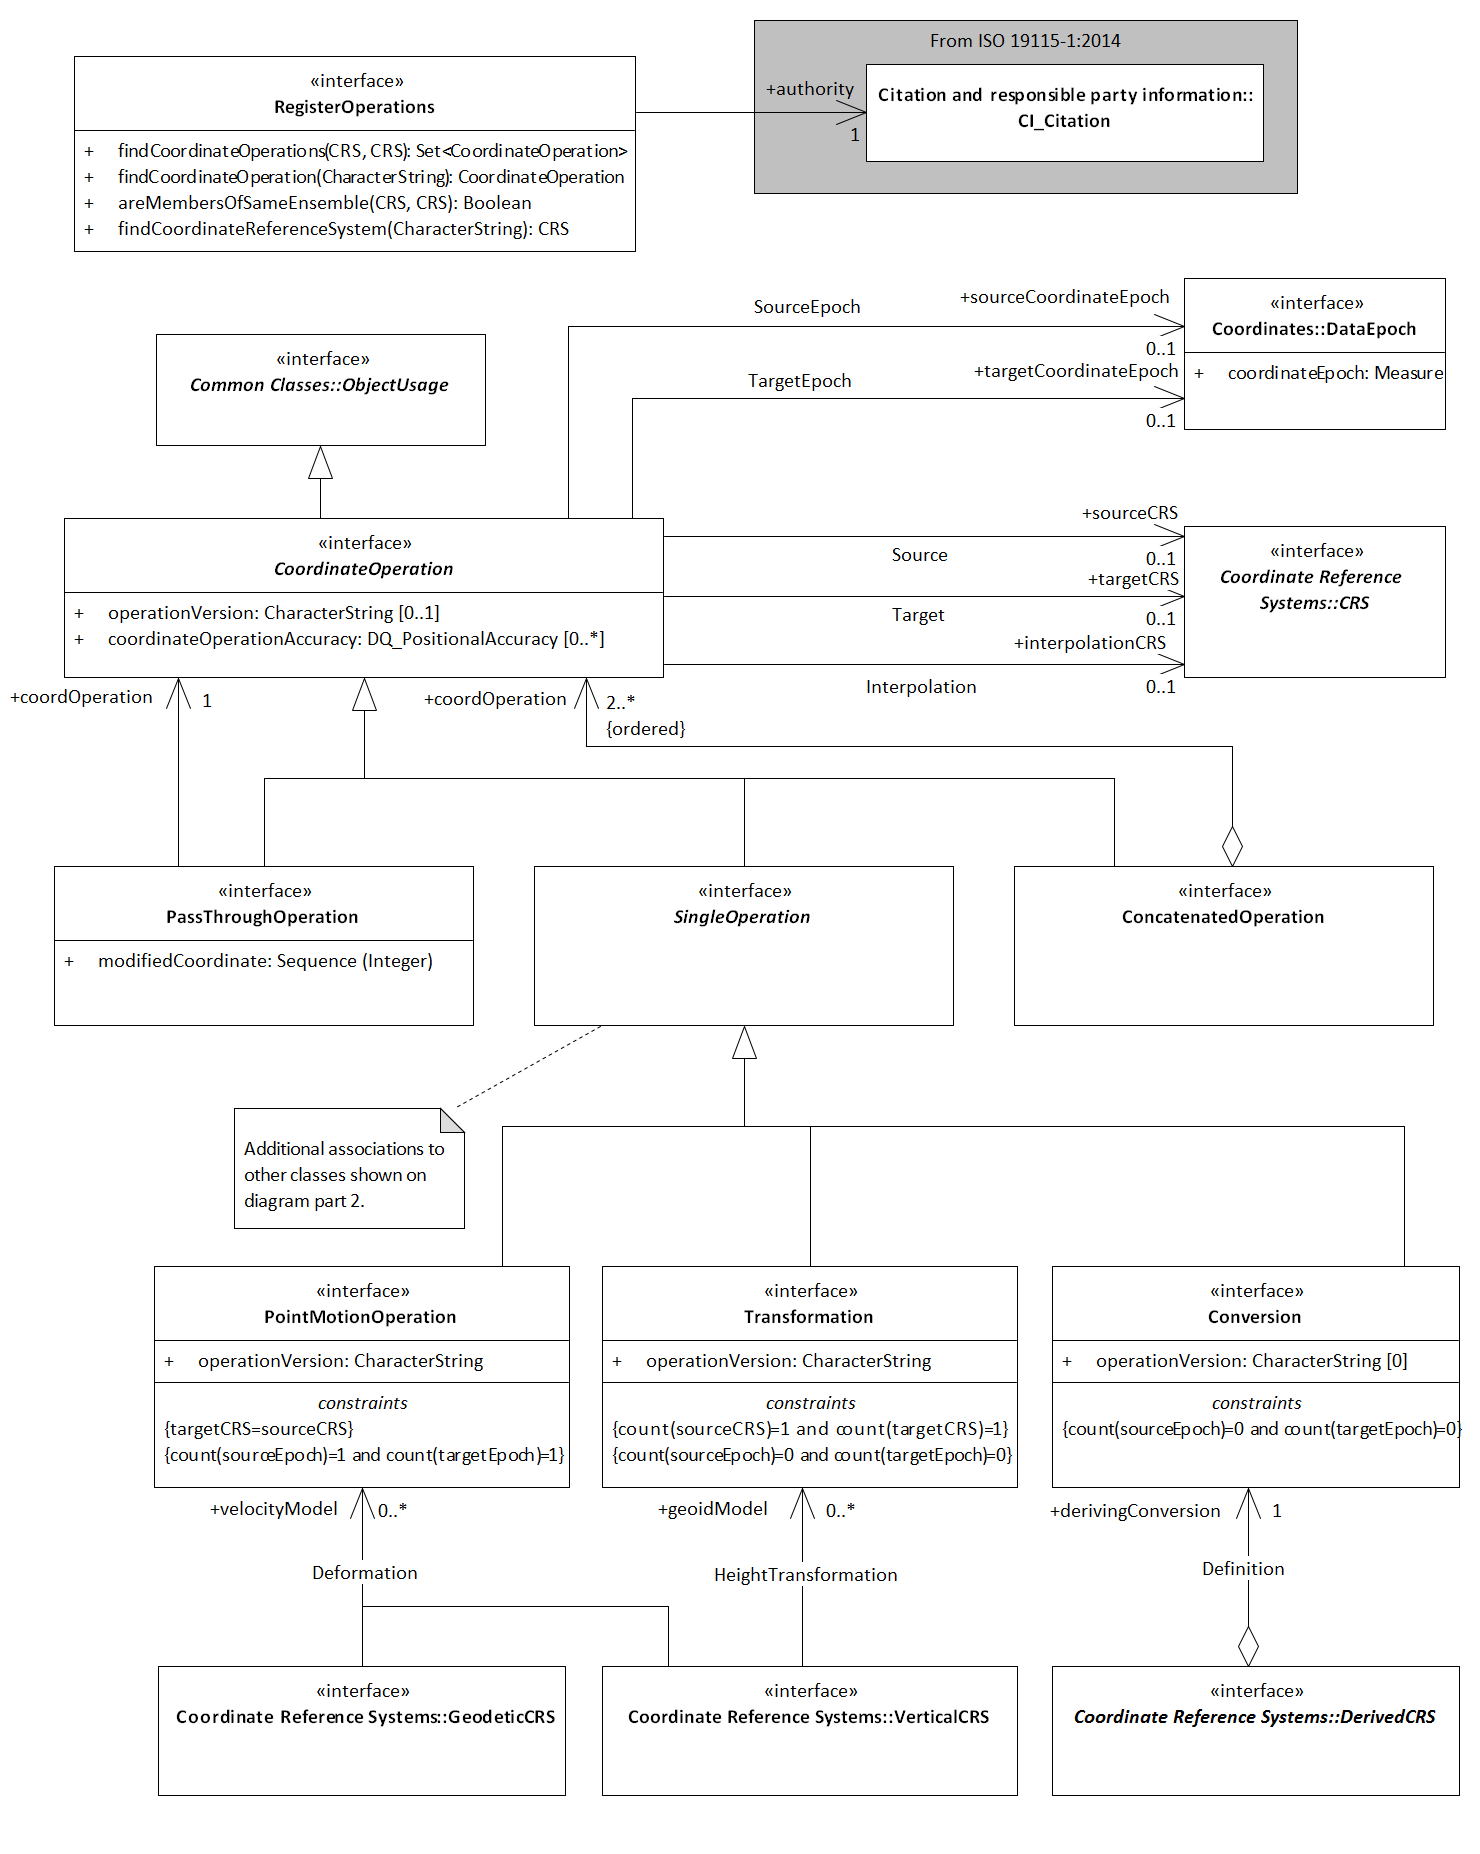 From ISO 19115-1:2014
«interface»
RegisterOperations
+ findCoordinateOperations(CRS, CRS): Set<CoordinateOperation>
+ findCoordinateOperation(CharacterString): CoordinateOperation
+ areMembersOfSameEnsemble(CRS, CRS): Boolean
+ findCoordinateReferenceSystem(CharacterString): CRS
+authority
1
Citation and responsible party information::
CI_Citation
«interface»
Common Classes::ObjectUsage
SourceEpoch
+sourceCoordinateEpoch
0..1
TargetEpoch
+targetCoordinateEpoch
0..1
«interface»
Coordinates::DataEpoch
+ coordinateEpoch: Measure
«interface»
CoordinateOperation
+ operationVersion: CharacterString [0..1]
+ coordinateOperationAccuracy: DQ_PositionalAccuracy [0..*]
+sourceCRS
Source
0..1
+targetCRS
Target
0..1
+interpolationCRS
Interpolation
0..1
«interface»
Coordinate Reference
Systems::CRS
+coordOperation
1
+coordOperation
2..*
{ordered}
«interface»
PassThroughOperation
+ modifiedCoordinate: Sequence (Integer)
«interface»
SingleOperation
«interface»
ConcatenatedOperation
Additional associations to
other classes shown on
diagram part 2.
«interface»
PointMotionOperation
+ operationVersion: CharacterString
constraints
{targetCRS=sourceCRS}
{count(sourceEpoch)=1 and count(targetEpoch)=1}
«interface»
Transformation
+ operationVersion: CharacterString
constraints
{count(sourceCRS)=1 and count(targetCRS)=1}
{count(sourceEpoch)=0 and count(targetEpoch)=0}
«interface»
Conversion
+ operationVersion: CharacterString [0]
constraints
{count(sourceEpoch)=0 and count(targetEpoch)=0}
+velocityModel
0..*
Deformation
+geoidModel
0..*
HeightTransformation
+derivingConversion
1
Definition
«interface»
Coordinate Reference Systems::GeodeticCRS
«interface»
Coordinate Reference Systems::VerticalCRS
«interface»
Coordinate Reference Systems::DerivedCRS